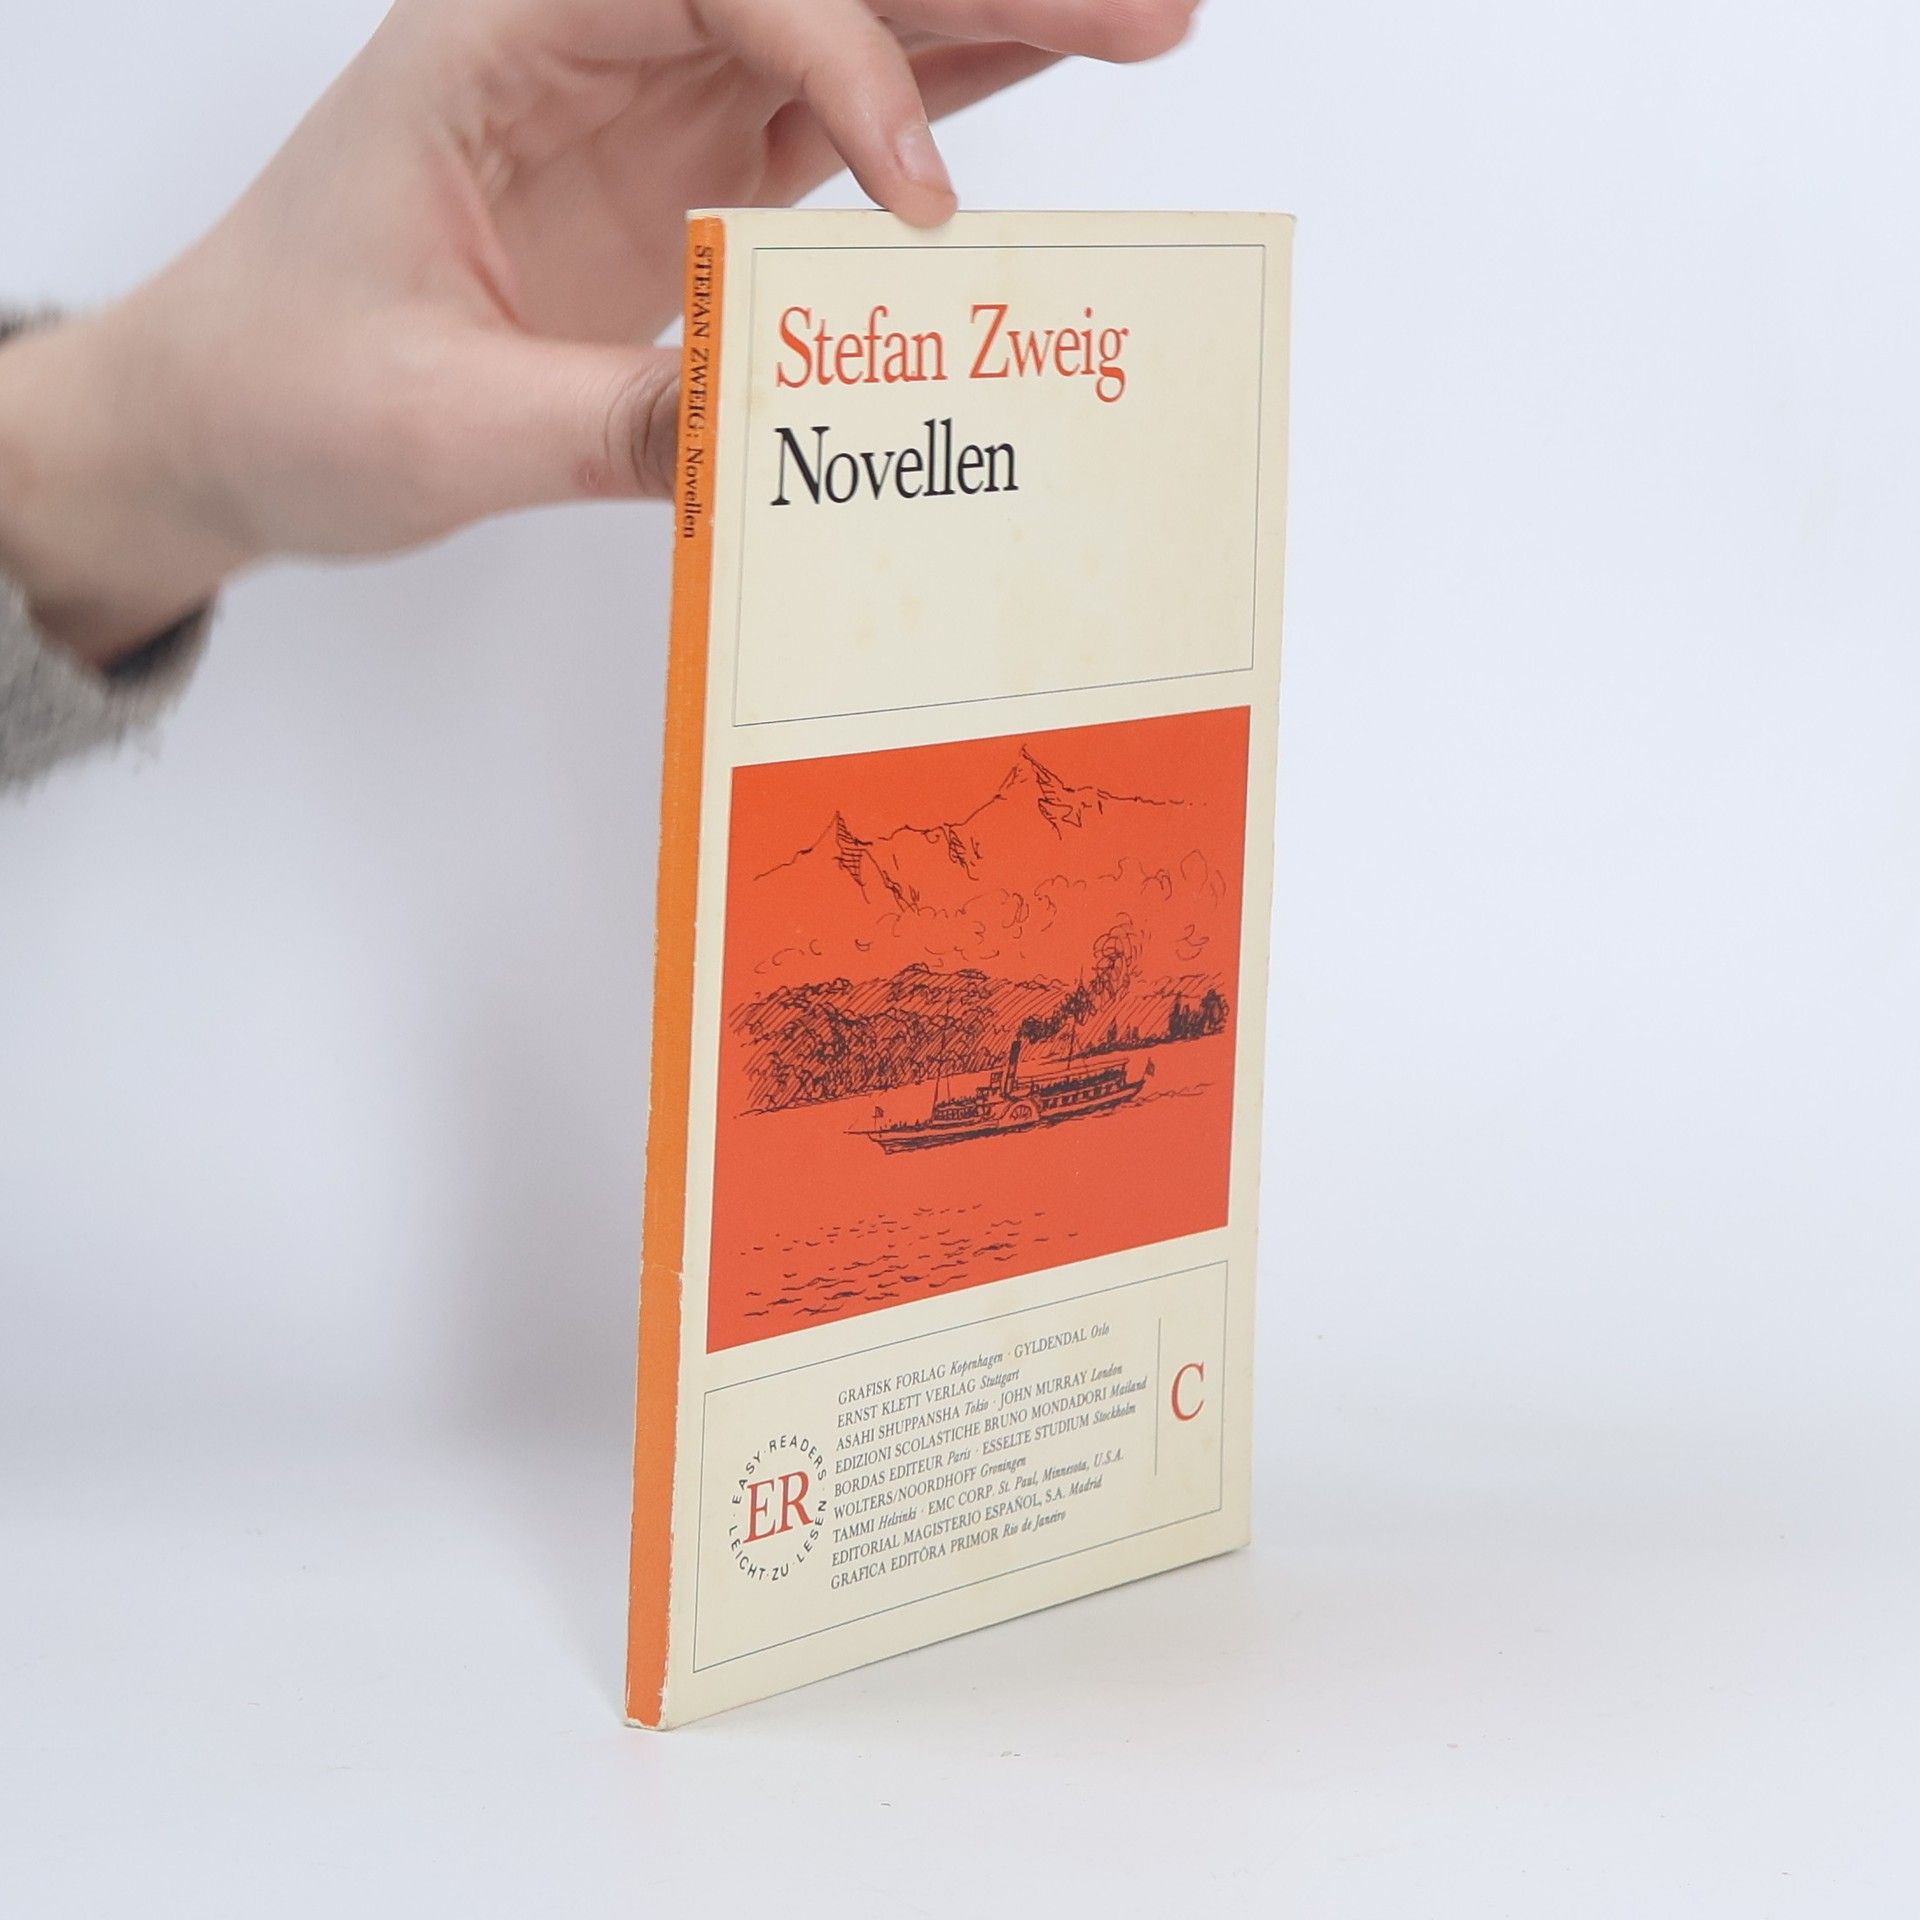 STEFAN ZWEIG: Novellen
Stefan Zweig
Novellen
GRAFISK FORLAG Kopenhagen · GYLDENDAL Oslo
ERNST KLETT VERLAG Stuttgart
ASAHI SHUPPANSHA Tokio · JOHN MURRAY London
EDIZIONI SCOLASTICHE BRUNO MONDADORI Mailand
BORDAS EDITEUR Paris · ESSELTE STUDIUM Stockholm
WOLTERS/NOORDHOFF Groningen
TAMMI Helsinki · EMC CORP. St. Paul, Minnesota, U.S.A.
EDITORIAL MAGISTERIO ESPAÑOL, S.A. Madrid
GRAFICA EDITÔRA PRIMOR Rio de Janeiro
EASY · READERS · LEICHT · ZU · LESEN ·
ER
C